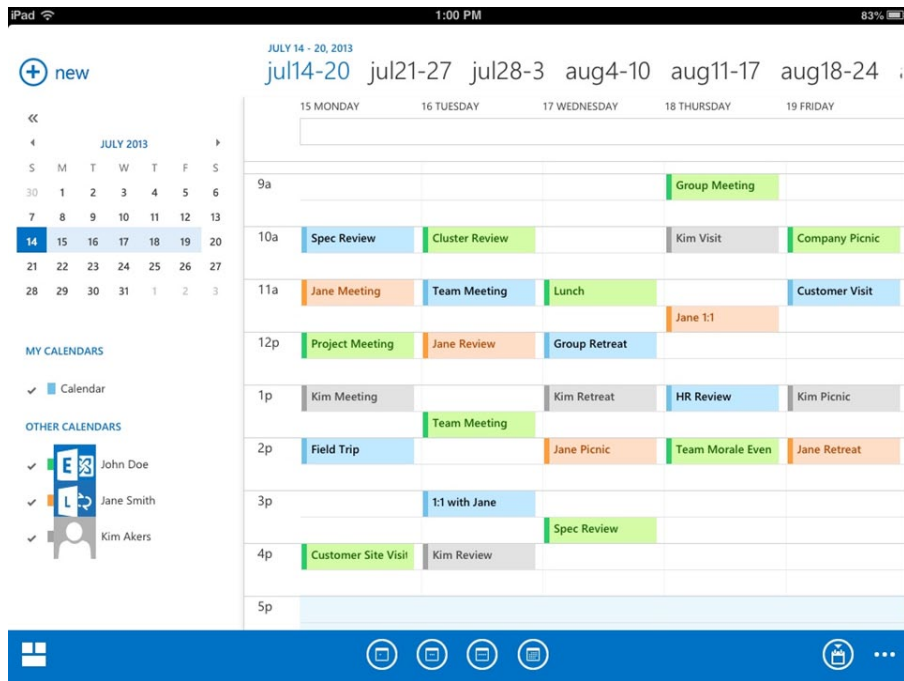 iPad 1:00 PM 83%
JULY 14 - 20, 2013
new jul14-20 jul21-27 jul28-3 aug4-10 aug11-17 aug18-24
15 MONDAY 16 TUESDAY 17 WEDNESDAY 18 THURSDAY 19 FRIDAY
JULY 2013
S M T W T F S
30 1 2 3 4 5 6
7 8 9 10 11 12 13
14 15 16 17 18 19 20
21 22 23 24 25 26 27
28 29 30 31 1 2 3
MY CALENDARS
Calendar
OTHER CALENDARS
E John Doe
L Jane Smith
Kim Akers
9a Group Meeting
10a Spec Review Cluster Review Kim Visit Company Picnic
11a Jane Meeting Team Meeting Lunch Customer Visit
Jane 1:1
12p Project Meeting Jane Review Group Retreat
1p Kim Meeting Kim Retreat HR Review Kim Picnic
Team Meeting
2p Field Trip Jane Picnic Team Morale Even Jane Retreat
3p 1:1 with Jane
Spec Review
4p Customer Site Visit Kim Review
5p